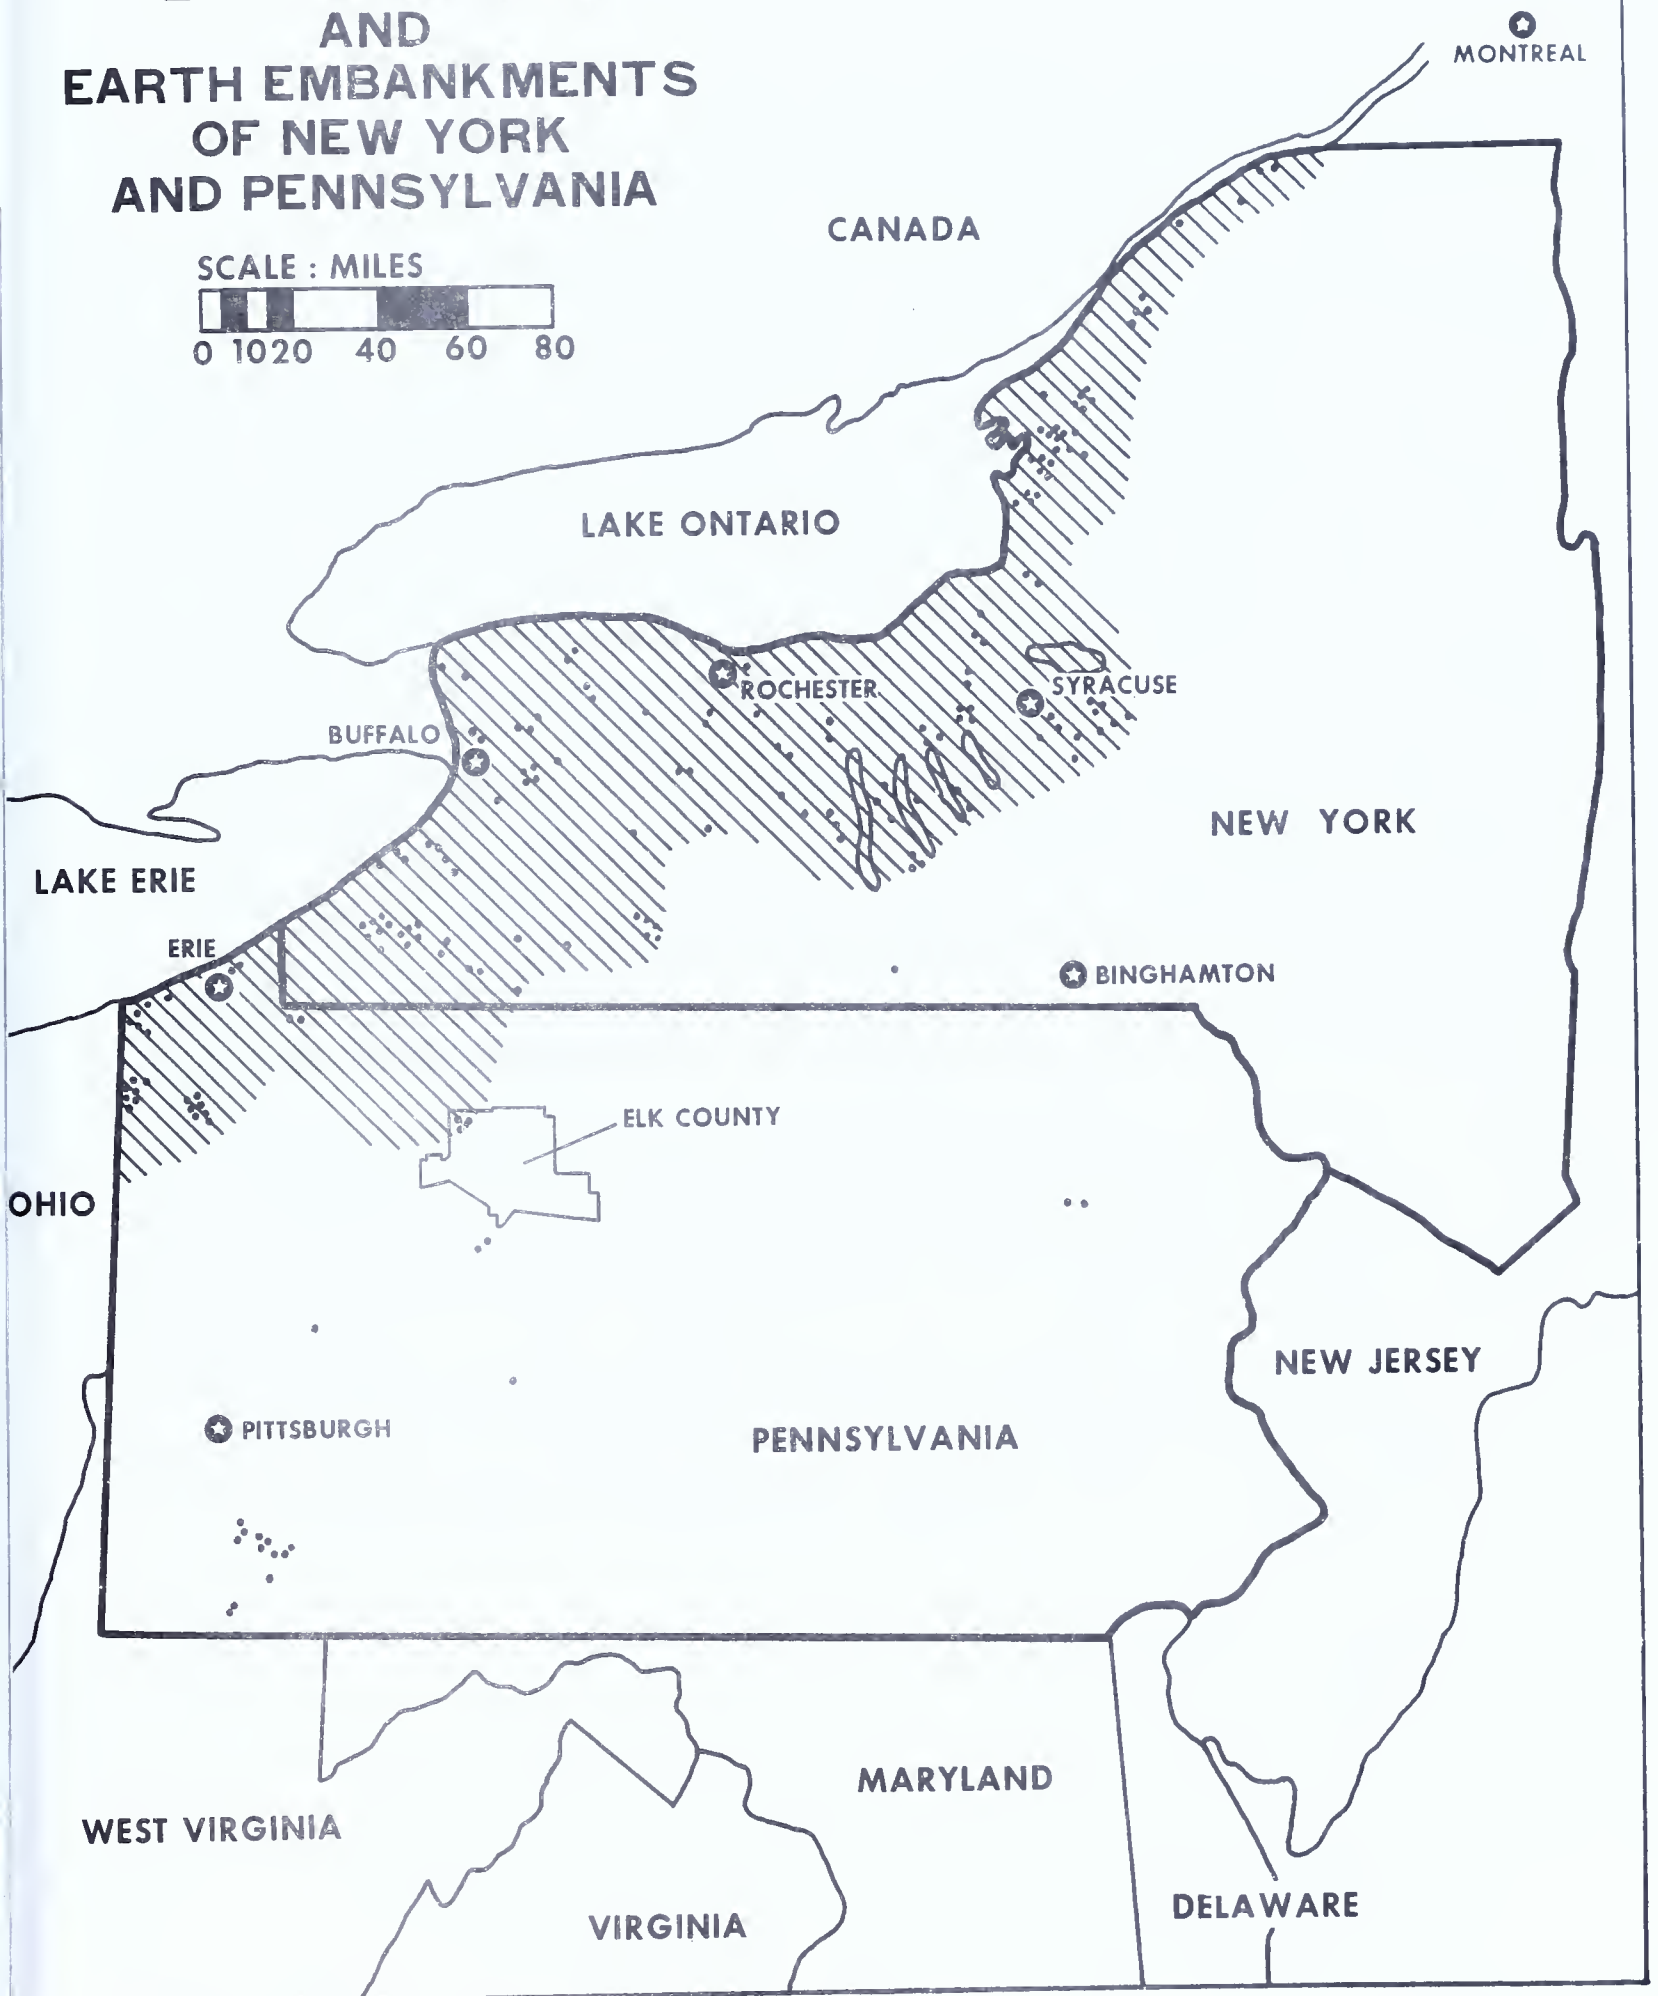 AND
EARTH EMBANKMENTS
OF NEW YORK
AND PENNSYLVANIA
SCALE : MILES
0 10 20 40 60 80
MONTREAL
CANADA
LAKE ONTARIO
ROCHESTER
SYRACUSE
BUFFALO
NEW YORK
LAKE ERIE
ERIE
BINGHAMTON
ELK COUNTY
OHIO
NEW JERSEY
PITTSBURGH
PENNSYLVANIA
MARYLAND
WEST VIRGINIA
DELAWARE
VIRGINIA